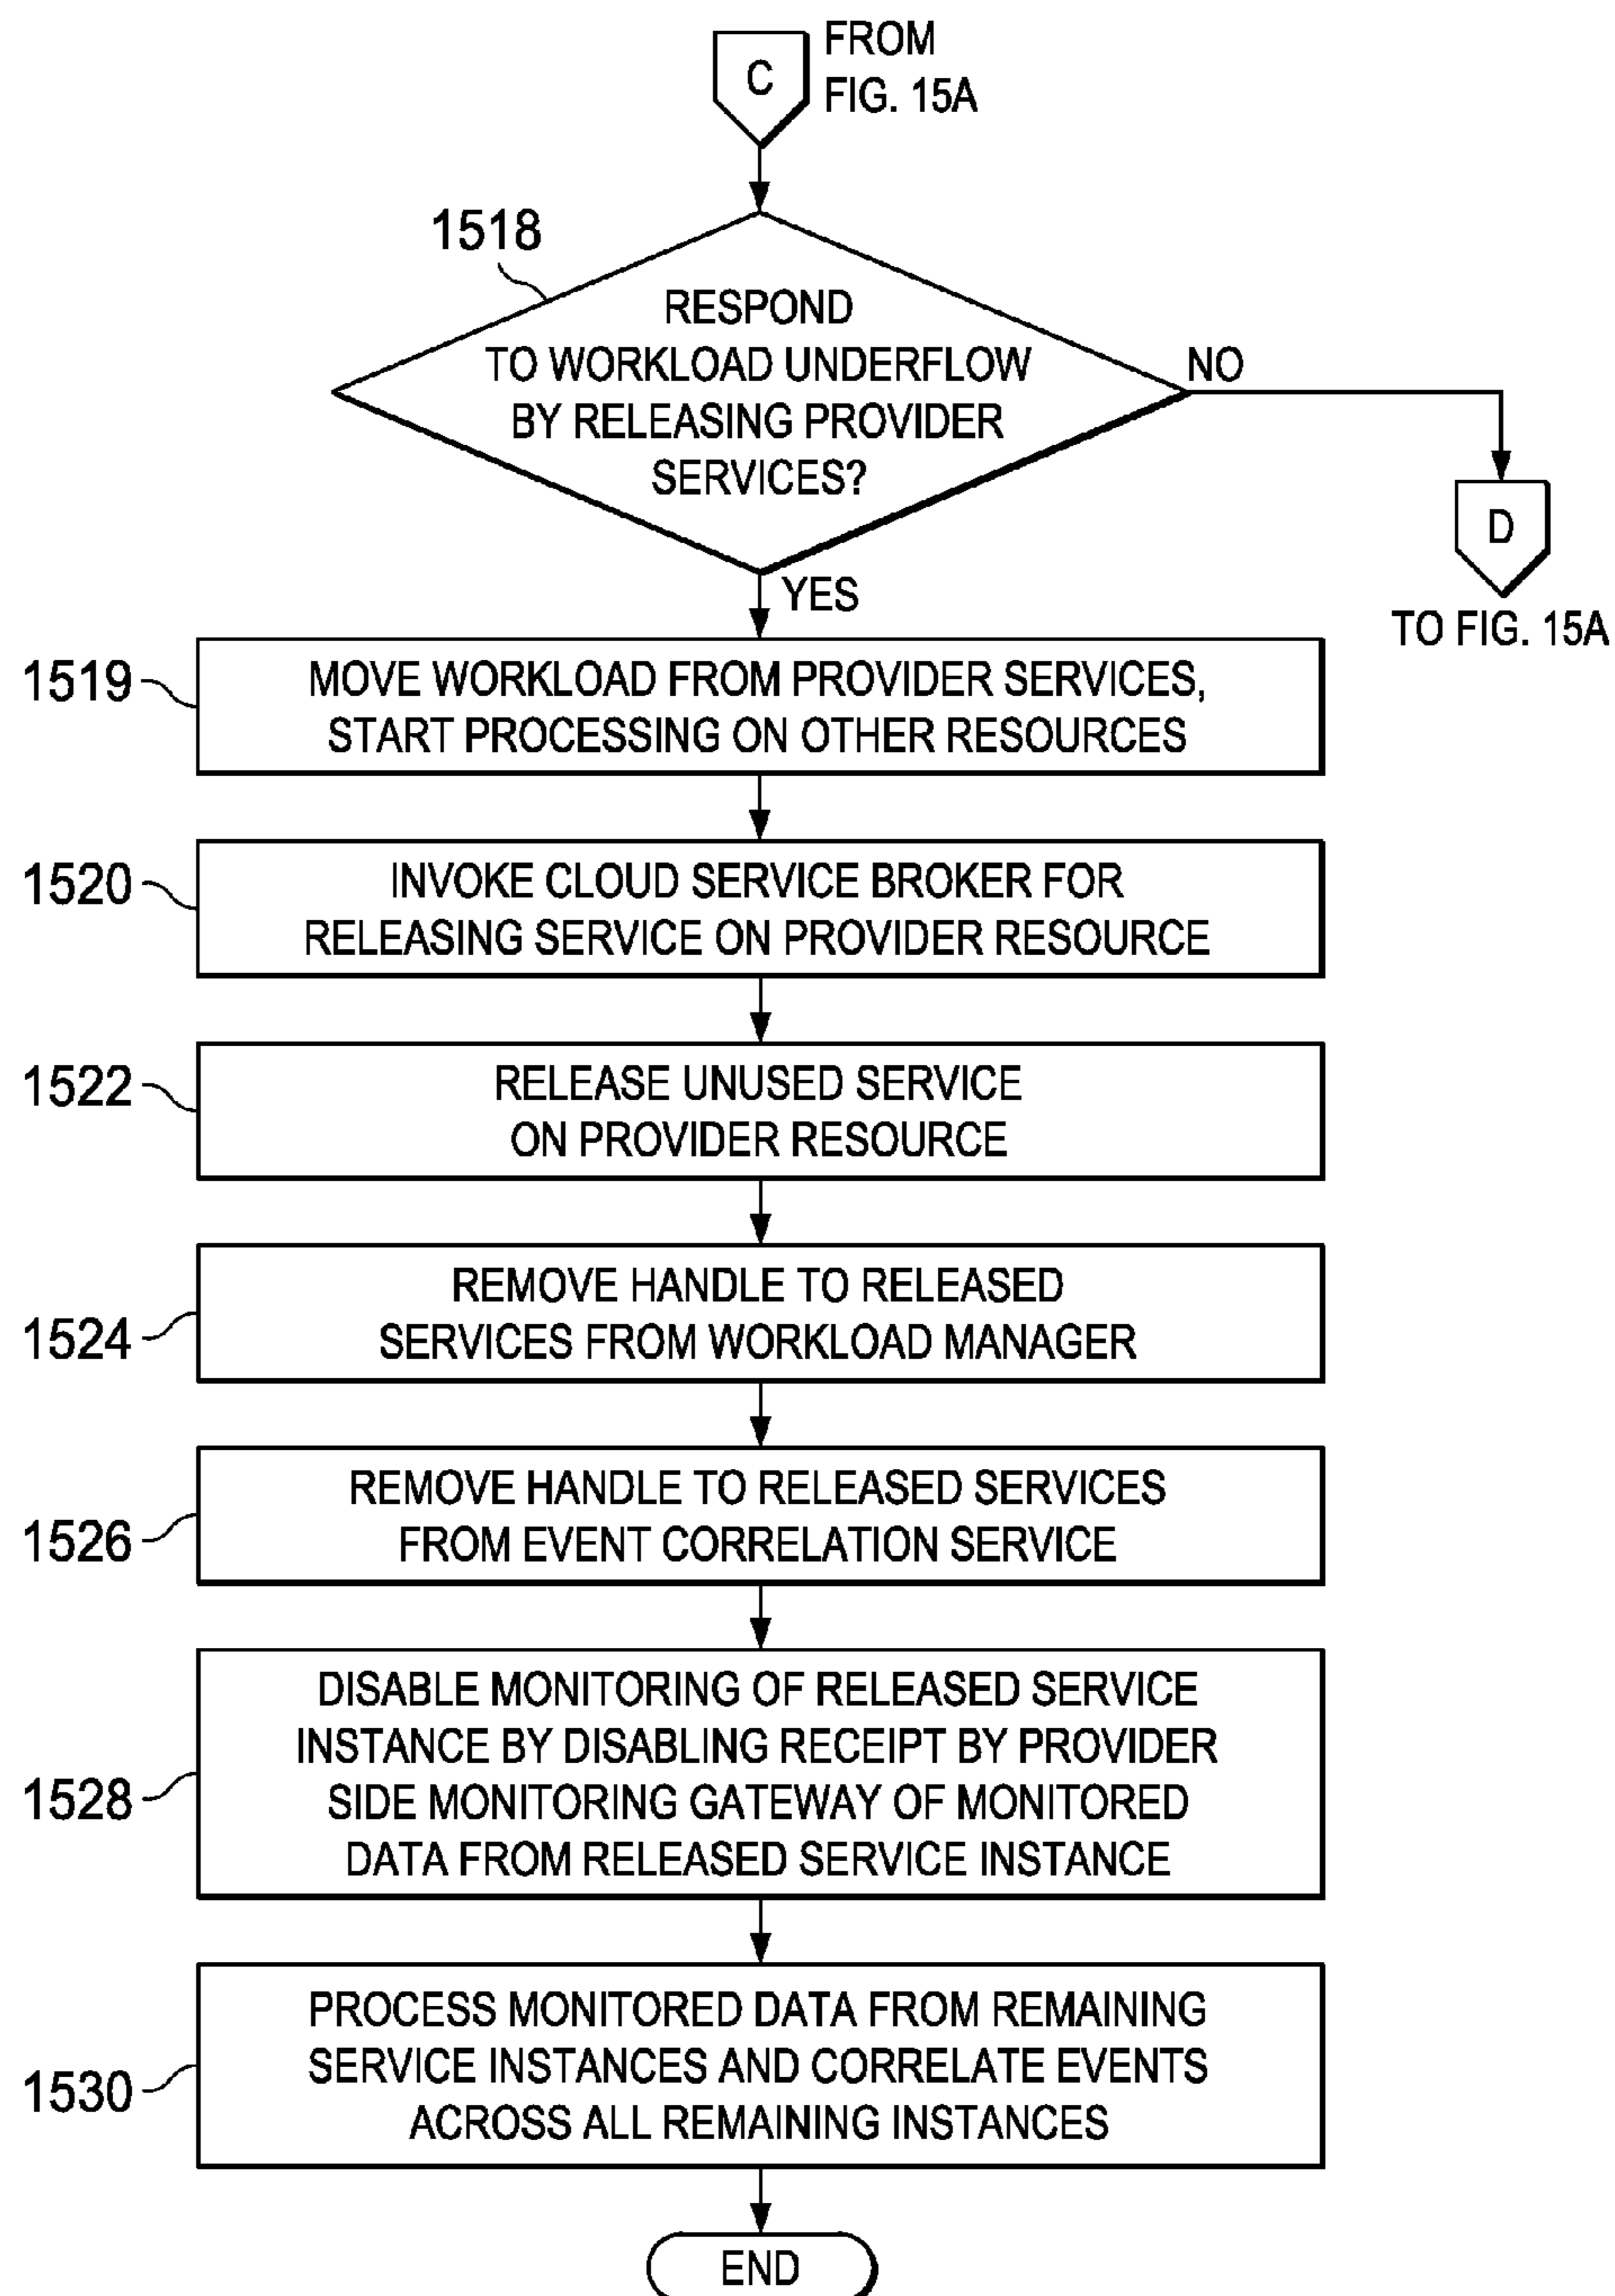 C
FROM
FIG. 15A
1518
RESPOND
TO WORKLOAD UNDERFLOW
BY RELEASING PROVIDER
SERVICES?
NO
D
TO FIG. 15A
YES
1519
MOVE WORKLOAD FROM PROVIDER SERVICES,
START PROCESSING ON OTHER RESOURCES
1520
INVOKE CLOUD SERVICE BROKER FOR
RELEASING SERVICE ON PROVIDER RESOURCE
1522
RELEASE UNUSED SERVICE
ON PROVIDER RESOURCE
1524
REMOVE HANDLE TO RELEASED
SERVICES FROM WORKLOAD MANAGER
1526
REMOVE HANDLE TO RELEASED SERVICES
FROM EVENT CORRELATION SERVICE
1528
DISABLE MONITORING OF RELEASED SERVICE
INSTANCE BY DISABLING RECEIPT BY PROVIDER
SIDE MONITORING GATEWAY OF MONITORED
DATA FROM RELEASED SERVICE INSTANCE
1530
PROCESS MONITORED DATA FROM REMAINING
SERVICE INSTANCES AND CORRELATE EVENTS
ACROSS ALL REMAINING INSTANCES
END